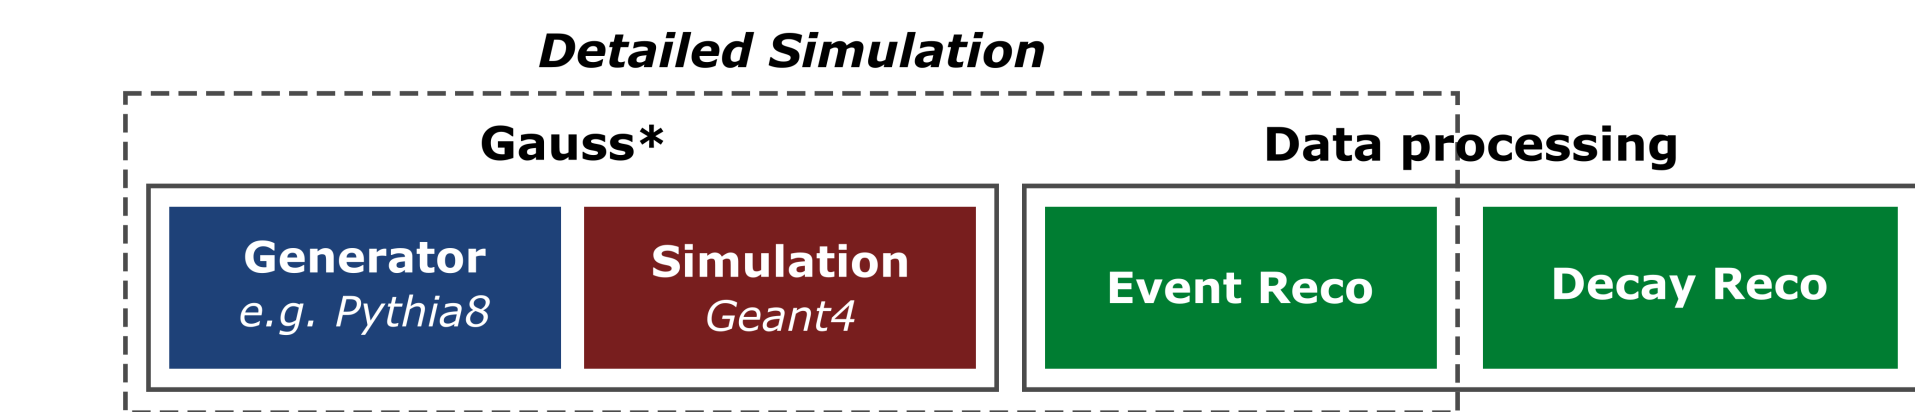 Detailed Simulation
Gauss*
Data processing
Generator
e.g. Pythia8
Simulation
Geant4
Event Reco
Decay Reco